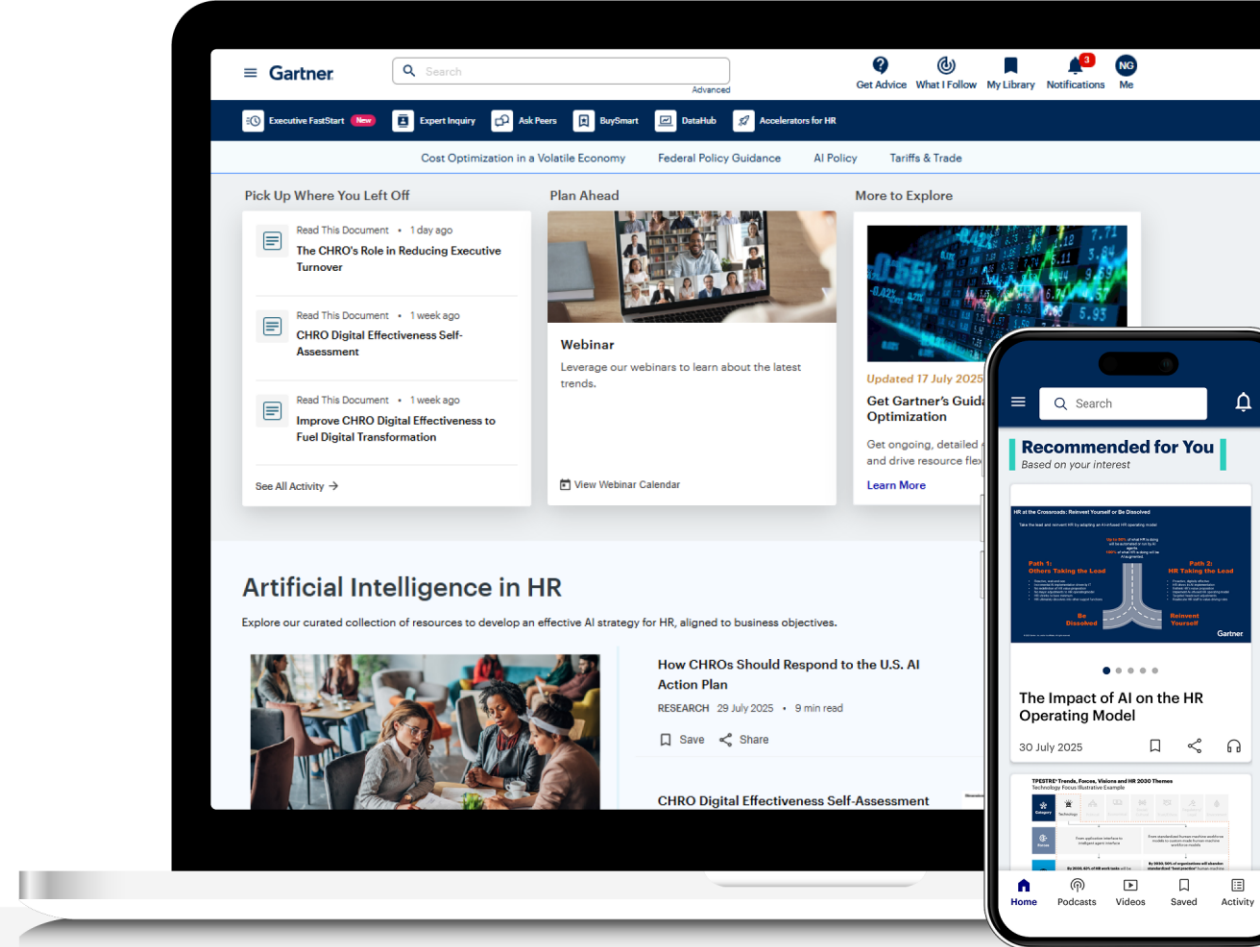 Gartner
Search
Advanced
Get Advice
What I Follow
My Library
3
Notifications
NG
Me
Executive FastStart
New
Expert Inquiry
Ask Peers
BuySmart
DataHub
Accelerators for HR
Cost Optimization in a Volatile Economy
Federal Policy Guidance
AI Policy
Tariffs & Trade
Pick Up Where You Left Off
Read This Document • 1 day ago
The CHRO's Role in Reducing Executive
Turnover
Read This Document • 1 week ago
CHRO Digital Effectiveness Self-
Assessment
Read This Document • 1 week ago
Improve CHRO Digital Effectiveness to
Fuel Digital Transformation
See All Activity →
Plan Ahead
Webinar
Leverage our webinars to learn about the latest
trends.
View Webinar Calendar
More to Explore
Updated 17 July 2025
Get Gartner's
Optimization
Get ongoing, detailed
and drive resource
Learn More
Artificial Intelligence in HR
Explore our curated collection of resources to develop an effective AI strategy for HR, aligned to business objectives.
How CHROs Should Respond to the U.S. AI
Action Plan
RESEARCH 29 July 2025 • 9 min read
Save
Share
CHRO Digital Effectiveness Self-Assessment
Search
Recommended for You
Based on your interest
HR at the Crossroads: Reinvent Yourself or Be Dissolved
Path 1:
Others Taking the Lead
Path 2:
HR Taking the Lead
Be
Dissolved
Reinvent
Yourself
Gartner
The Impact of AI on the HR
Operating Model
30 July 2025
TPESTRE® Trends, Forces, Visions and HR 2030 Themes
Technology Focus Illustrative Example
Category
Technology
Focus
Home
Podcasts
Videos
Saved
Activity